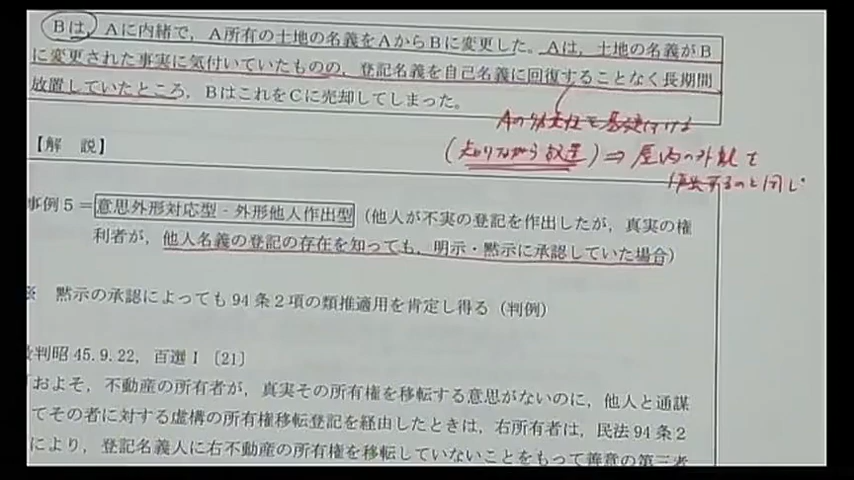 Bは，Aに内緒で，A所有の土地の名義をAからBに変更した。Aは，土地の名義がB
に変更された事実に気付いていたものの，登記名義を自己名義に回復することなく長期間
放置していたところ，BはこれをCに売却してしまった。
Aの
(知りながら放置) ⇒ の外観を
のと同じ
【解　説】
事例5＝意思外形対応型・外形他人作出型（他人が不実の登記を作出したが，真実の権
利者が，他人名義の登記の存在を知っても，明示・黙示に承認していた場合）
※　黙示の承認によっても94条2項の類推適用を肯定し得る（判例）
判昭45.9.22，百選Ⅰ〔21〕
「およそ，不動産の所有者が，真実その所有権を移転する意思がないのに，他人と通謀
てその者に対する虚構の所有権移転登記を経由したときは，右所有者は，民法94条2
により，登記名義人に右不動産の所有権を移転していないことをもって善意の第三者